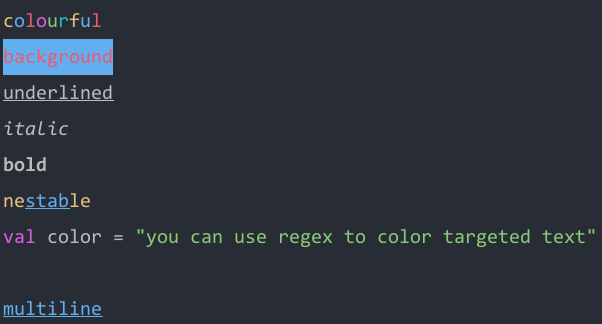 colourful
background
underlined
italic
bold
nestable
val color = "you can use regex to color targeted text"
multiline